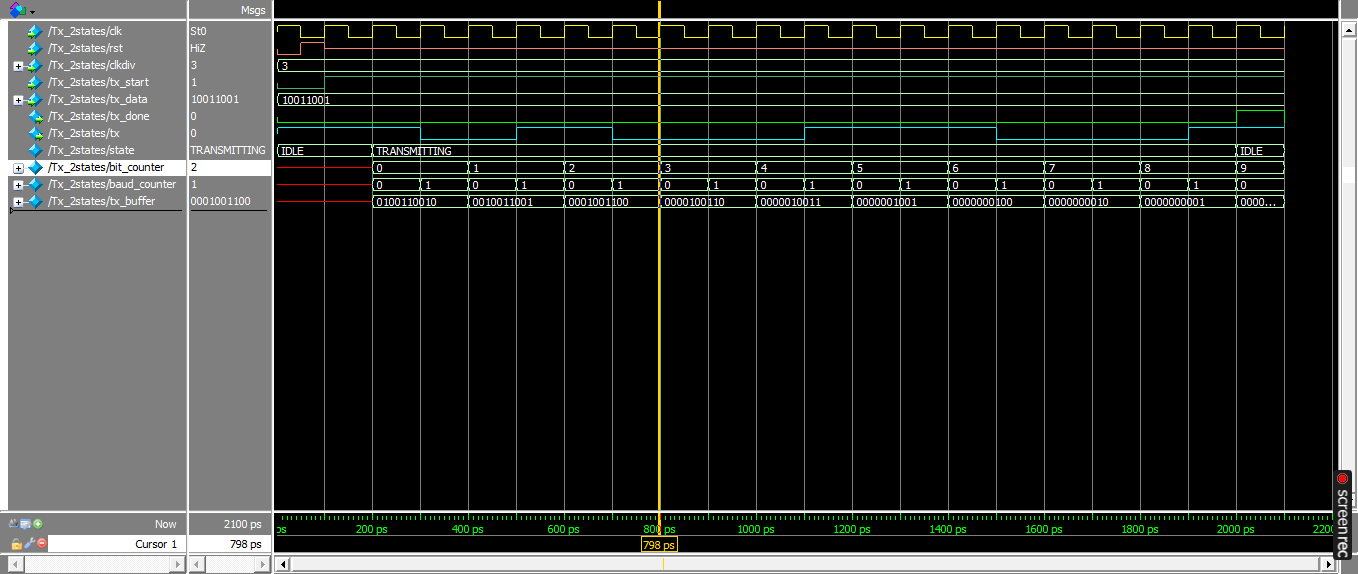 Msgs
/Tx_2states/clk St0
/Tx_2states/rst HiZ
/Tx_2states/clkdiv 3 3
/Tx_2states/tx_start 1
/Tx_2states/tx_data 10011001 10011001
/Tx_2states/tx_done 0
/Tx_2states/tx 0
/Tx_2states/state TRANSMITTING IDLE TRANSMITTING IDLE
/Tx_2states/bit_counter 2 0 1 2 3 4 5 6 7 8 9
/Tx_2states/baud_counter 1 0 1 0 1 0 1 0 1 0 1 0 1 0 1 0 1 0 1 0
/Tx_2states/tx_buffer 0001001100 0100110010 0010011001 0001001100 0000100110 0000010011 0000001001 0000000100 0000000010 0000000001 0000...
Now 2100 ps ps 200 ps 400 ps 600 ps 800 ps 1000 ps 1200 ps 1400 ps 1600 ps 1800 ps 2000 ps 2200
Cursor 1 798 ps 798 ps
screenrec